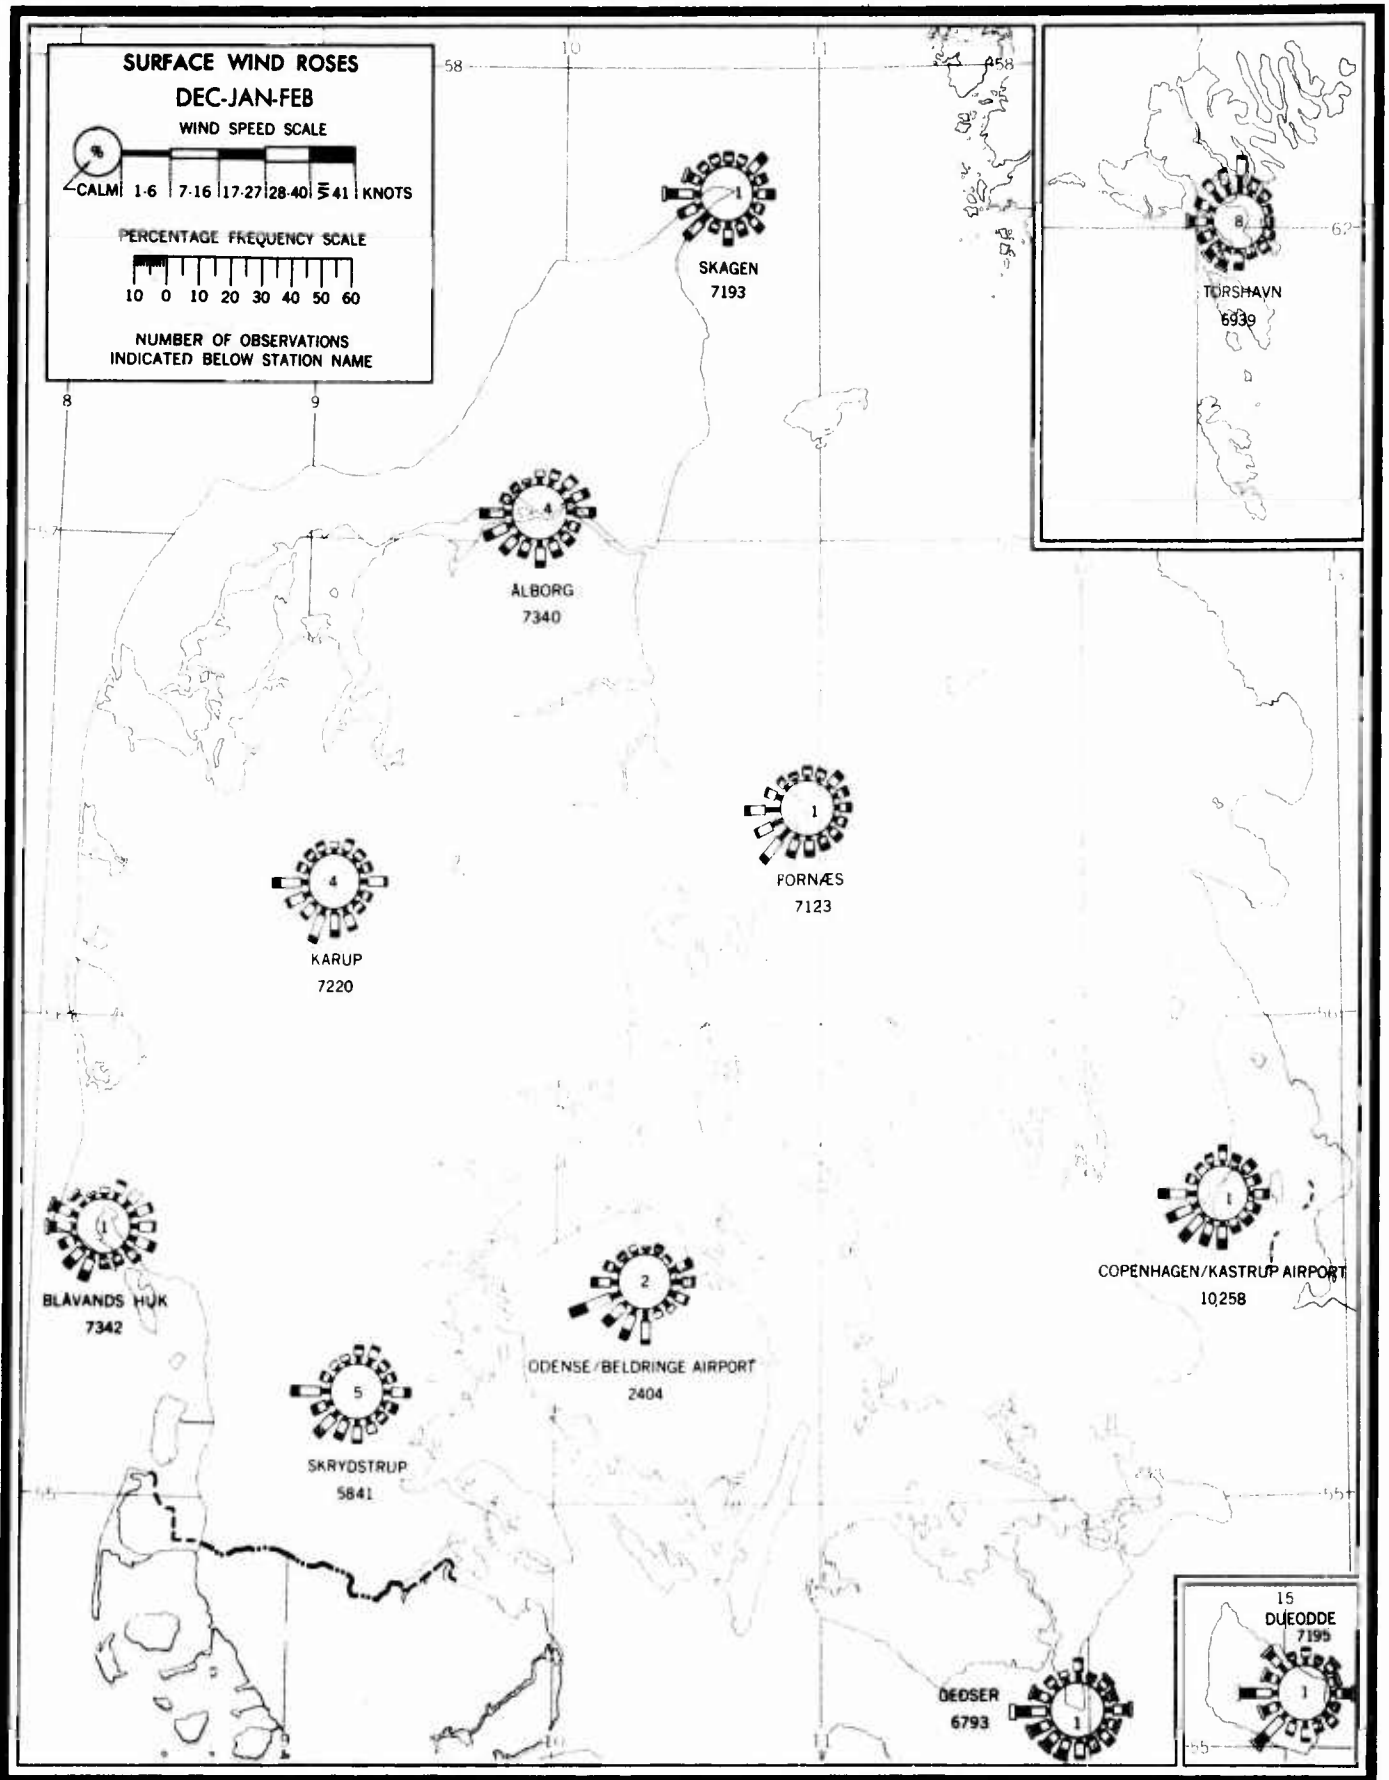 SURFACE WIND ROSES
DEC-JAN-FEB
WIND SPEED SCALE
%
CALM 1-6 7-16 17-27 28-40 ≥41 KNOTS
PERCENTAGE FREQUENCY SCALE
10 0 10 20 30 40 50 60
NUMBER OF OBSERVATIONS
INDICATED BELOW STATION NAME
10
11
58
58
8
9
1
SKAGEN
7193
8
62
TORSHAVN
6939
4
ALBORG
7340
1
FORNÆS
7123
4
KARUP
7220
56
1
BLAVANDS HUK
7342
1
COPENHAGEN/KASTRUP AIRPORT
10,258
2
ODENSE/BELDRINGE AIRPORT
2404
5
SKRYDSTRUP
5841
55
55
15
DUEODDE
7195
1
55
GEDSER
6793
1